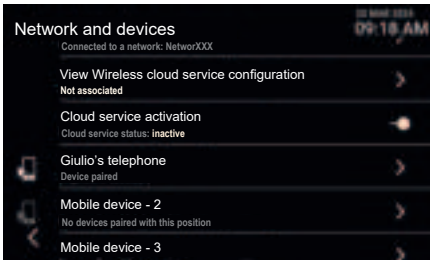 Network and devices
09:18 AM
Connected to a network: NetworXXX
View Wireless cloud service configuration
Not associated
Cloud service activation
Cloud service status: inactive
Giulio's telephone
Device paired
Mobile device - 2
No devices paired with this position
Mobile device - 3